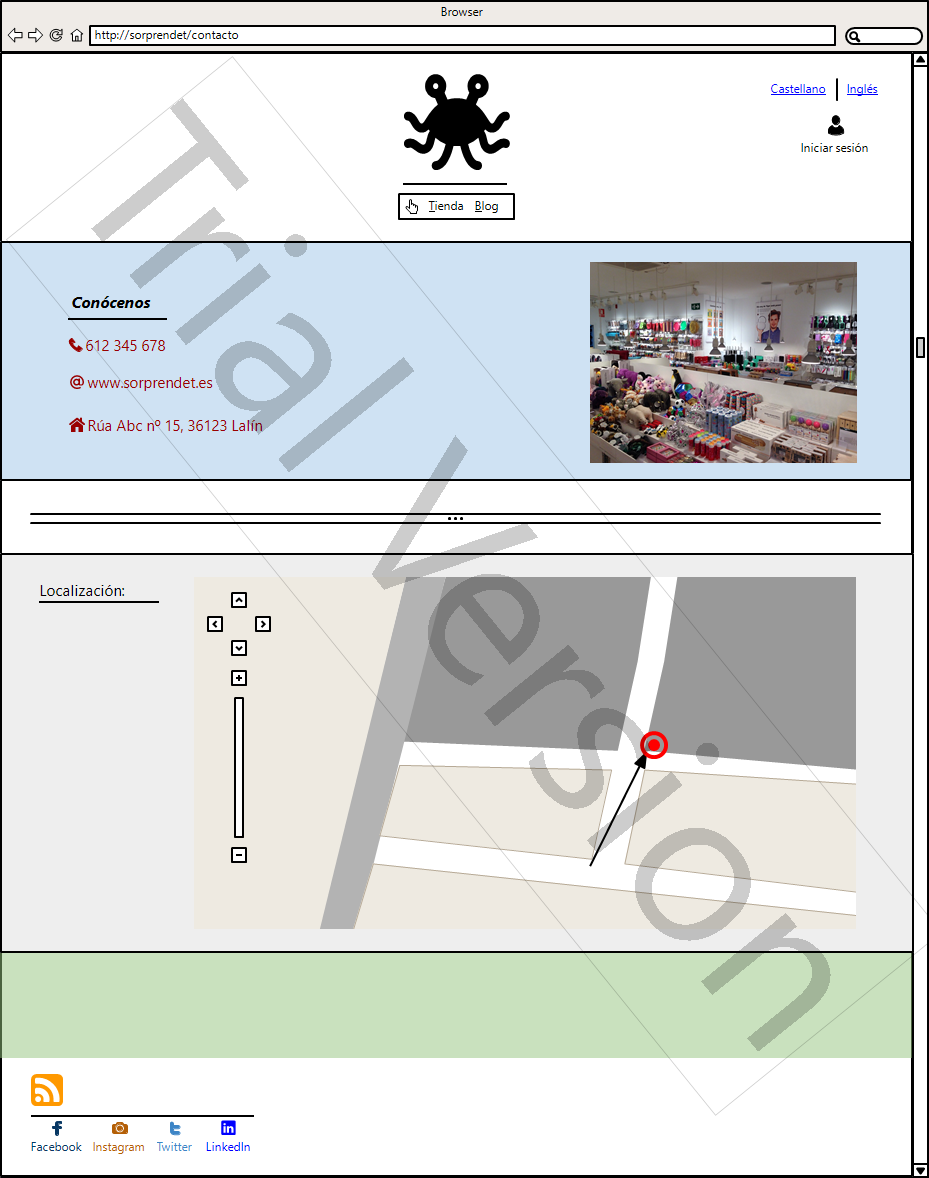 Browser
http://sorprendet/contacto
Castellano Inglés
Iniciar sesión
Tienda Blog
Conócenos
612 345 678
@ www.sorprendet.es
Rúa Abc nº 15, 36123 Lalín
Localización:
Facebook Instagram Twitter LinkedIn
Trial Version